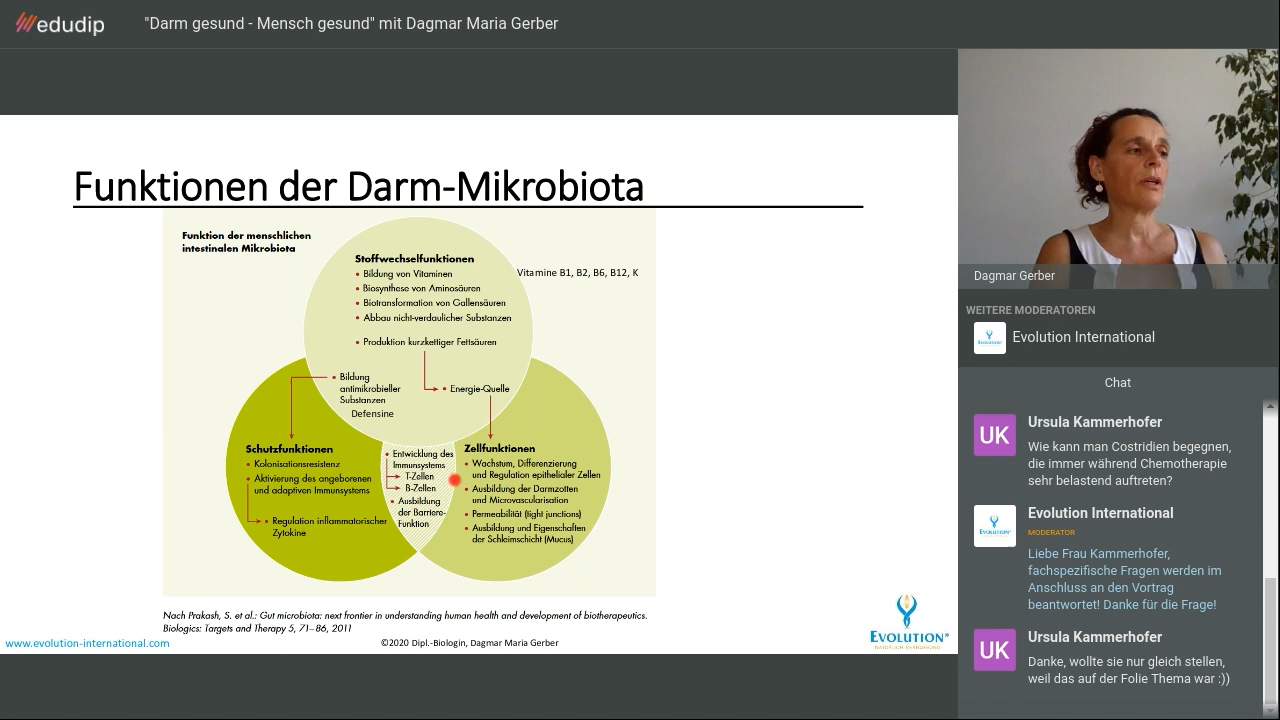 edudip
"Darm gesund - Mensch gesund" mit Dagmar Maria Gerber
Funktionen der Darm-Mikrobiota
Funktion der menschlichen
intestinalen Mikrobiota
Stoffwechselfunktionen
• Bildung von Vitaminen
• Biosynthese von Aminosäuren
• Biotransformation von Gallensäuren
• Abbau nicht-verdaulicher Substanzen
• Produktion kurzkettiger Fettsäuren
Vitamine B1, B2, B6, B12, K
• Bildung
antimikrobieller
Substanzen
Defensine
• Energie-Quelle
Schutzfunktionen
• Kolonisationsresistenz
• Aktivierung des angeborenen
und adaptiven Immunsystems
• Regulation inflammatorischer
Zytokine
• Entwicklung des
Immunsystems
T-Zellen
B-Zellen
• Ausbildung
der Barriere-
Funktion
Zellfunktionen
• Wachstum, Differenzierung
und Regulation epithelialer Zellen
• Ausbildung der Darmzotten
und Microvascularisation
• Permeabilität (tight junctions)
• Ausbildung und Eigenschaften
der Schleimschicht (Mucus)
Nach Prakash, S. et al.: Gut microbiota: next frontier in understanding human health and development of biotherapeutics.
Biologics: Targets and Therapy 5, 71–86, 2011
www.evolution-international.com
©2020 Dipl.-Biologin, Dagmar Maria Gerber
EVOLUTION®
Dagmar Gerber
WEITERE MODERATOREN
Evolution International
Chat
UK
Ursula Kammerhofer
Wie kann man Costridien begegnen,
die immer während Chemotherapie
sehr belastend auftreten?
Evolution International
MODERATOR
Liebe Frau Kammerhofer,
fachspezifische Fragen werden im
Anschluss an den Vortrag
beantwortet! Danke für die Frage!
UK
Ursula Kammerhofer
Danke, wollte sie nur gleich stellen,
weil das auf der Folie Thema war :))